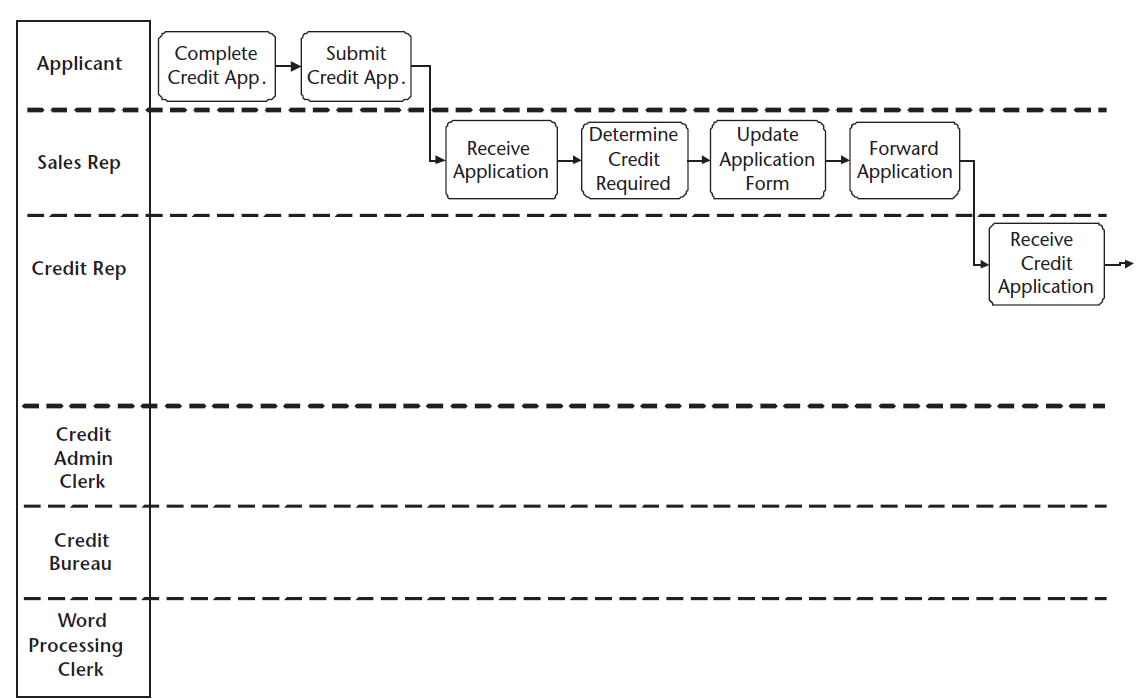 Applicant
Complete
Credit App.
Submit
Credit App.
Sales Rep
Receive
Application
Determine
Credit
Required
Update
Application
Form
Forward
Application
Credit Rep
Receive
Credit
Application
Credit
Admin
Clerk
Credit
Bureau
Word
Processing
Clerk